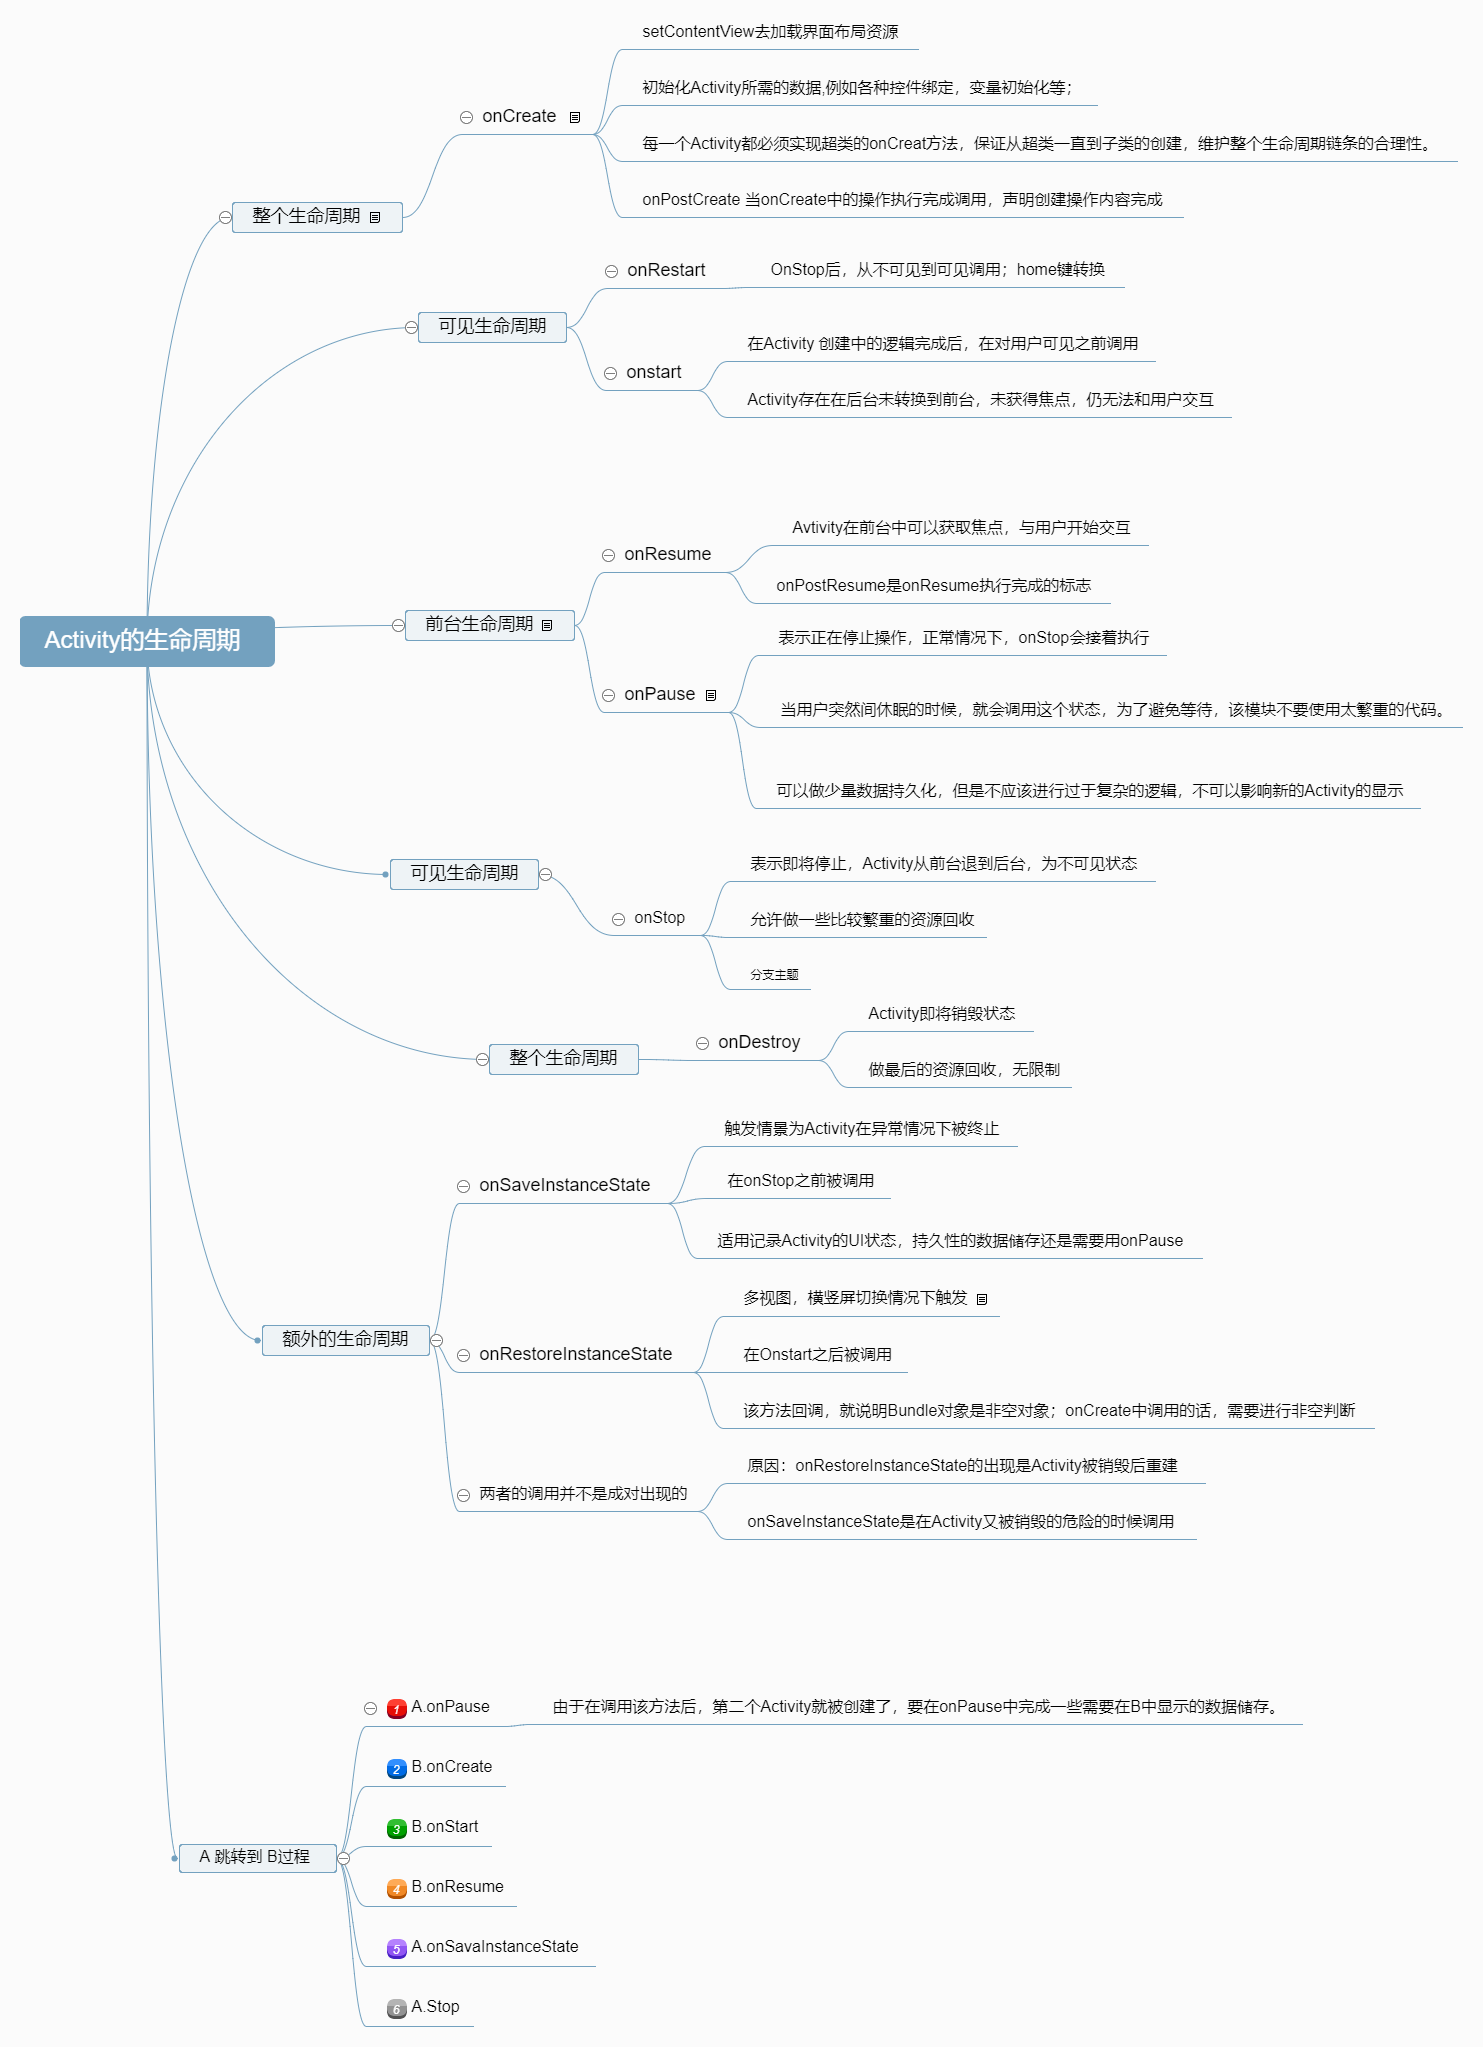 Activity的生命周期
整个生命周期
onCreate
setContentView去加载界面布局资源
初始化Activity所需的数据,例如各种控件绑定，变量初始化等；
每一个Activity都必须实现超类的onCreat方法，保证从超类一直到子类的创建，维护整个生命周期链条的合理性。
onPostCreate 当onCreate中的操作执行完成调用，声明创建操作内容完成
可见生命周期
onRestart
OnStop后，从不可见到可见调用；home键转换
onstart
在Activity 创建中的逻辑完成后，在对用户可见之前调用
Activity存在在后台未转换到前台，未获得焦点，仍无法和用户交互
前台生命周期
onResume
Avtivity在前台中可以获取焦点，与用户开始交互
onPostResume是onResume执行完成的标志
onPause
表示正在停止操作，正常情况下，onStop会接着执行
当用户突然间休眠的时候，就会调用这个状态，为了避免等待，该模块不要使用太繁重的代码。
可以做少量数据持久化，但是不应该进行过于复杂的逻辑，不可以影响新的Activity的显示
可见生命周期
onStop
表示即将停止，Activity从前台退到后台，为不可见状态
允许做一些比较繁重的资源回收
分支主题
整个生命周期
onDestroy
Activity即将销毁状态
做最后的资源回收，无限制
额外的生命周期
onSaveInstanceState
触发情景为Activity在异常情况下被终止
在onStop之前被调用
适用记录Activity的UI状态，持久性的数据储存还是需要用onPause
onRestoreInstanceState
多视图，横竖屏切换情况下触发
在Onstart之后被调用
该方法回调，就说明Bundle对象是非空对象；onCreate中调用的话，需要进行非空判断
两者的调用并不是成对出现的
原因：onRestoreInstanceState的出现是Activity被销毁后重建
onSaveInstanceState是在Activity又被销毁的危险的时候调用
A 跳转到 B过程
1 A.onPause
由于在调用该方法后，第二个Activity就被创建了，要在onPause中完成一些需要在B中显示的数据储存。
2 B.onCreate
3 B.onStart
4 B.onResume
5 A.onSavaInstanceState
6 A.Stop